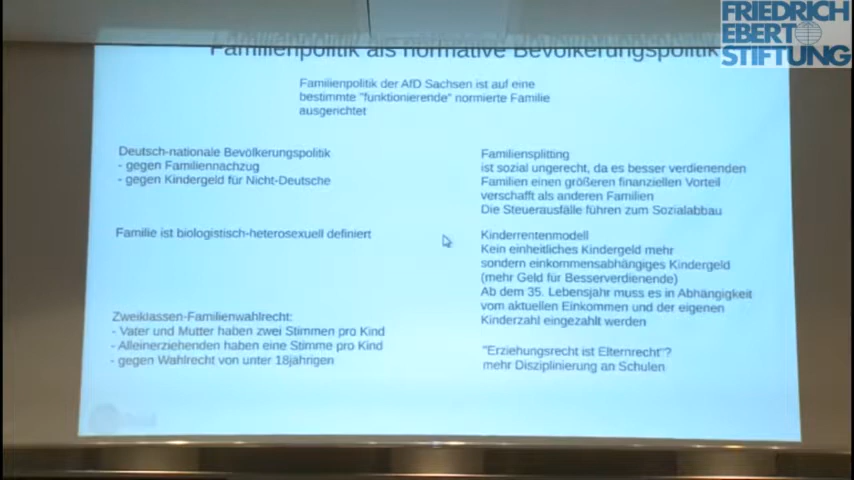 FRIEDRICH
EBERT
STIFTUNG
Familienpolitik als normative Bevölkerungspolitik
Familienpolitik der AfD Sachsen ist auf eine
bestimmte "funktionierende" normierte Familie
ausgerichtet
Deutsch-nationale Bevölkerungspolitik
- gegen Familiennachzug
- gegen Kindergeld für Nicht-Deutsche
Familie ist biologistisch-heterosexuell definiert
Zweiklassen-Familienwahlrecht:
- Vater und Mutter haben zwei Stimmen pro Kind
- Alleinerziehenden haben eine Stimme pro Kind
- gegen Wahlrecht von unter 18jährigen
Familiensplitting
ist sozial ungerecht, da es besser verdienenden
Familien einen größeren finanziellen Vorteil
verschafft als anderen Familien
Die Steuerausfälle führen zum Sozialabbau
Kinderrentenmodell
Kein einheitliches Kindergeld mehr
sondern einkommensabhängiges Kindergeld
(mehr Geld für Besserverdienende)
Ab dem 35. Lebensjahr muss es in Abhängigkeit
vom aktuellen Einkommen und der eigenen
Kinderzahl eingezahlt werden
"Erziehungsrecht ist Elternrecht"?
mehr Disziplinierung an Schulen